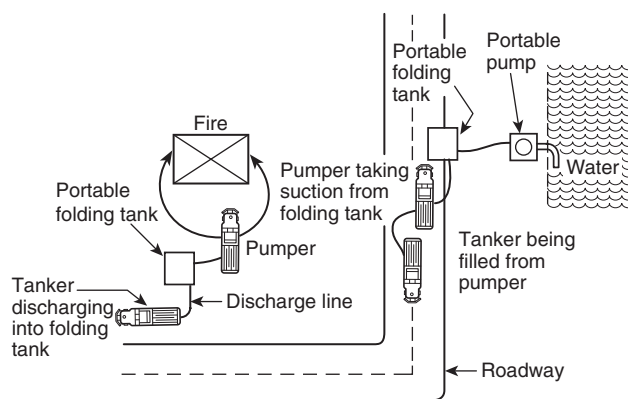 Portable
folding
tank
Portable
pump
Fire
Water
Pumper taking
suction from
folding tank
Portable
folding tank
Pumper
Tanker being
filled from
pumper
Tanker
discharging
into folding
tank
Discharge line
Roadway